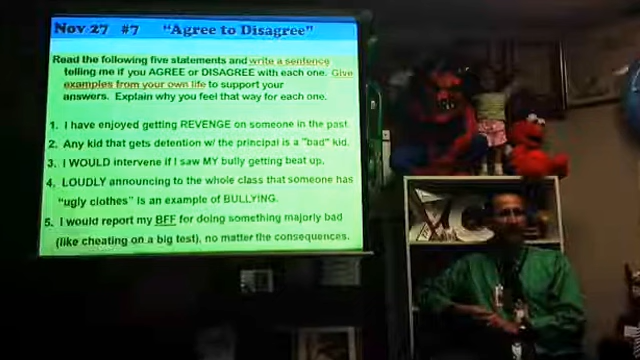 Nov 27 #7 "Agree to Disagree"
Read the following five statements and write a sentence
telling me if you AGREE or DISAGREE with each one. Give
examples from your own life to support your
answers. Explain why you feel that way for each one.
1. I have enjoyed getting REVENGE on someone in the past.
2. Any kid that gets detention w/ the principal is a "bad" kid.
3. I WOULD intervene if I saw MY bully getting beat up.
4. LOUDLY announcing to the whole class that someone has
"ugly clothes" is an example of BULLYING.
5. I would report my BFF for doing something majorly bad
(like cheating on a big test), no matter the consequences.